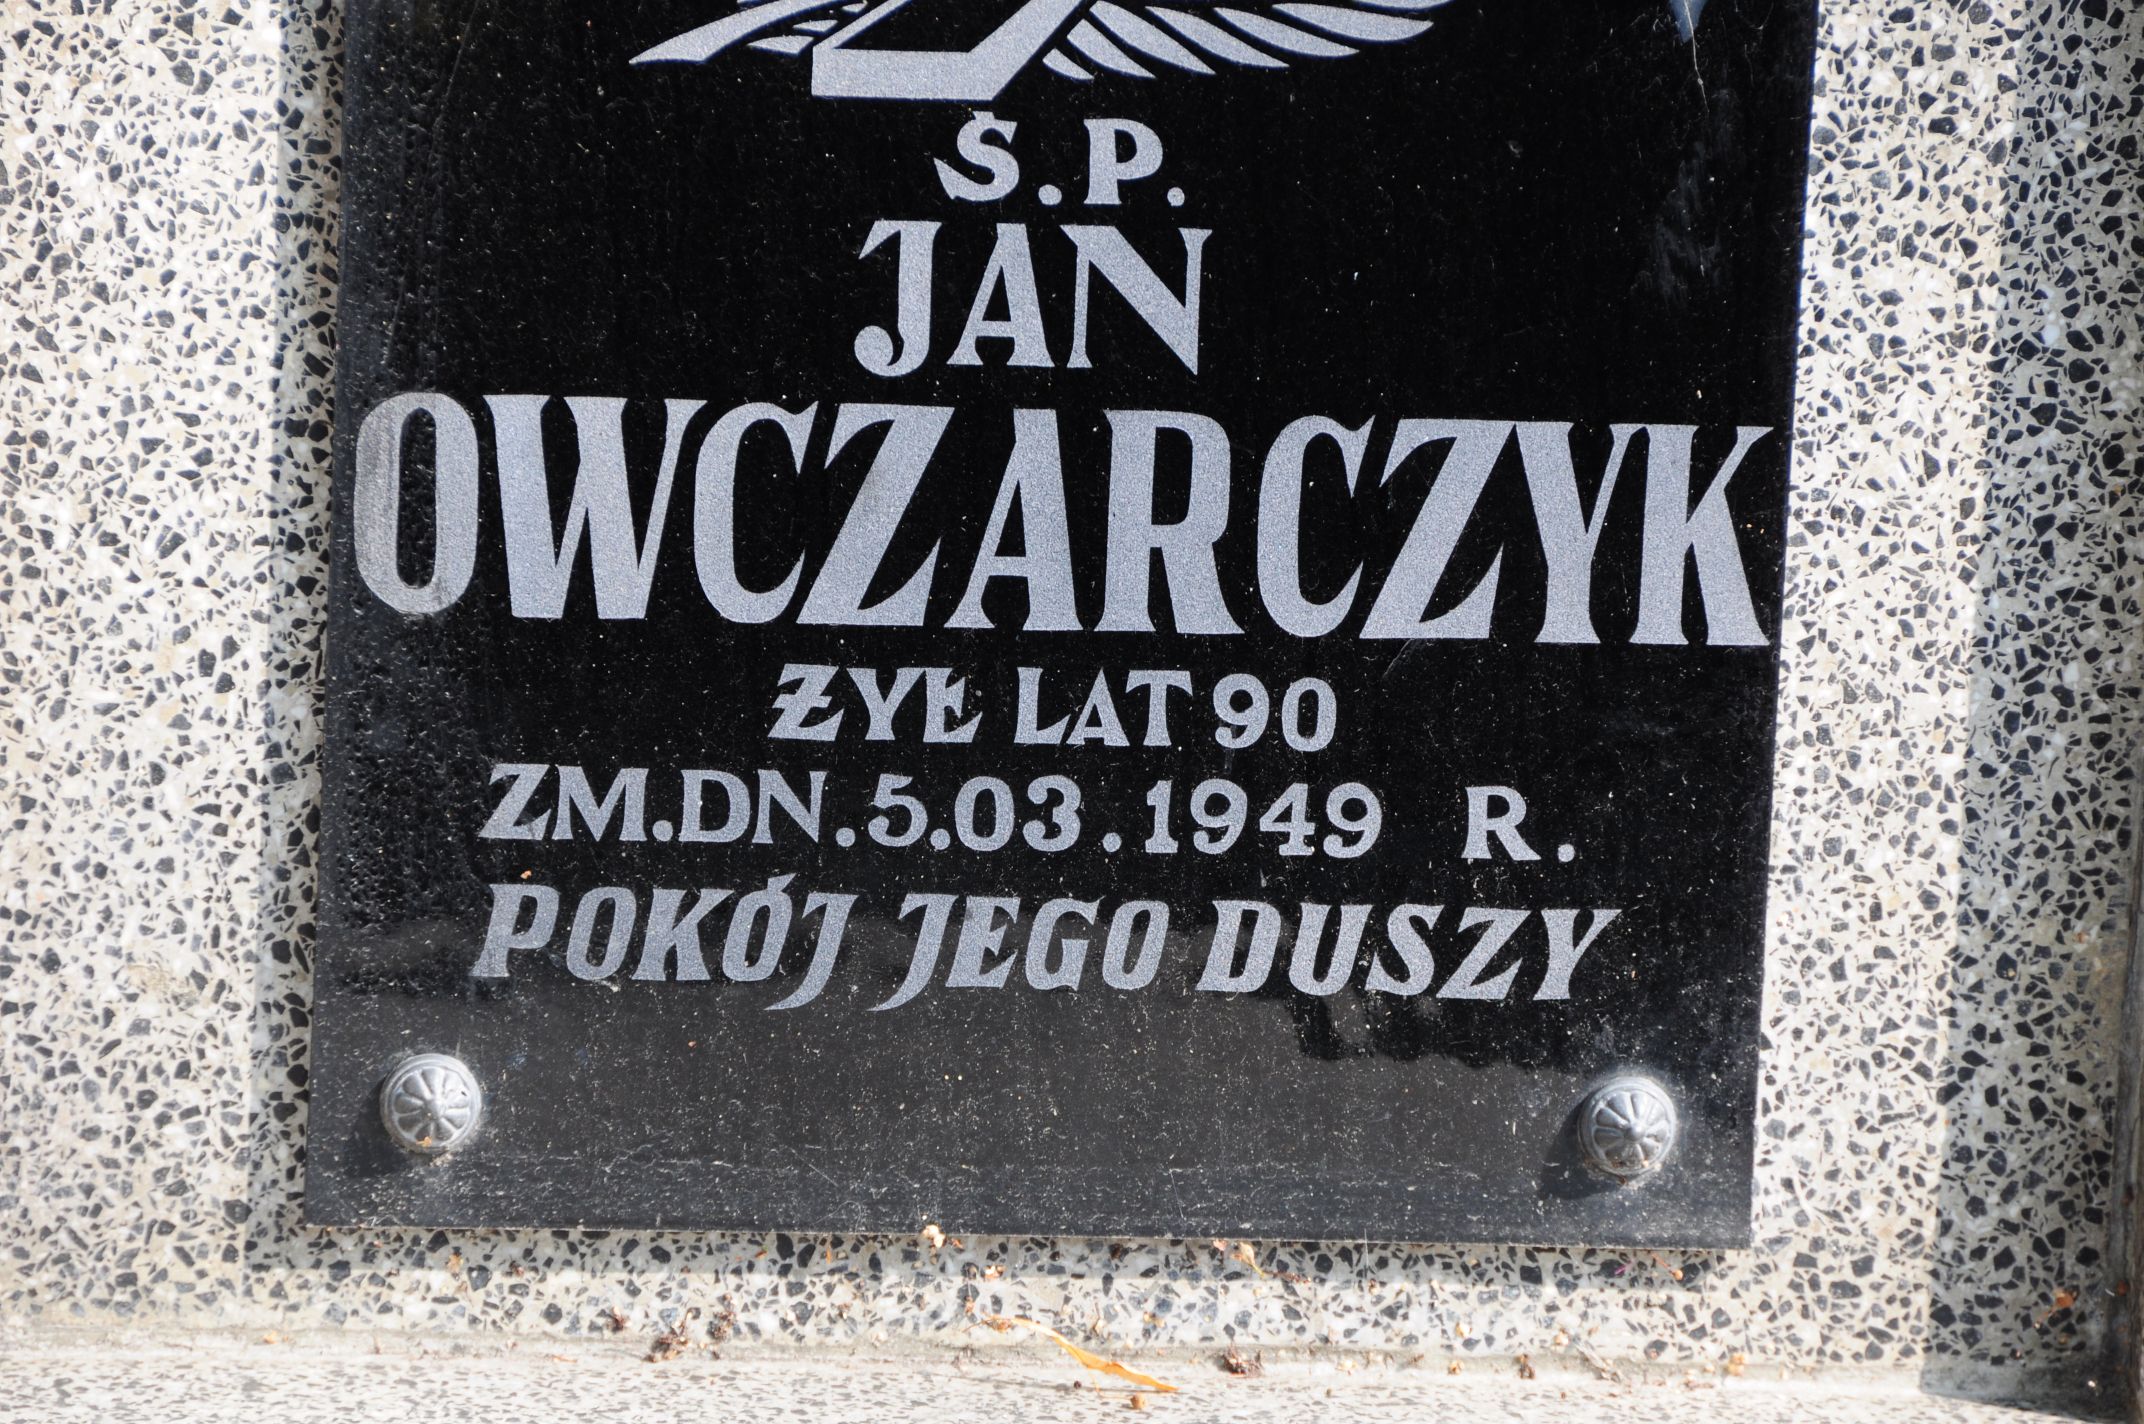 Ś.P.
JAN
OWCZARCZYK
ŻYŁ LAT 90
ZM.DN.5.03.1949 R.
POKÓJ JEGO DUSZY